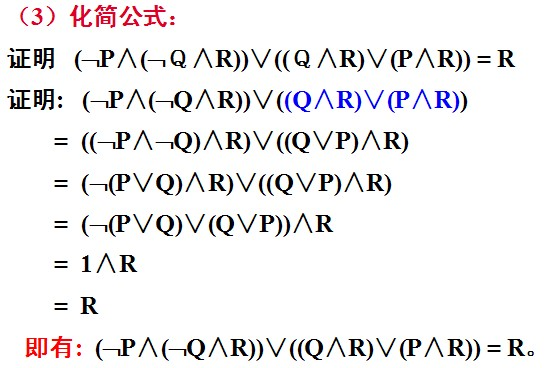 （3）化简公式：
证明 (¬P∧(¬Q∧R))∨((Q∧R)∨(P∧R)) = R
证明: (¬P∧(¬Q∧R))∨((Q∧R)∨(P∧R))
= ((¬P∧¬Q)∧R)∨((Q∨P)∧R)
= (¬(P∨Q)∧R)∨((Q∨P)∧R)
= (¬(P∨Q)∨(Q∨P))∧R
= 1∧R
= R
即有: (¬P∧(¬Q∧R))∨((Q∧R)∨(P∧R)) = R。